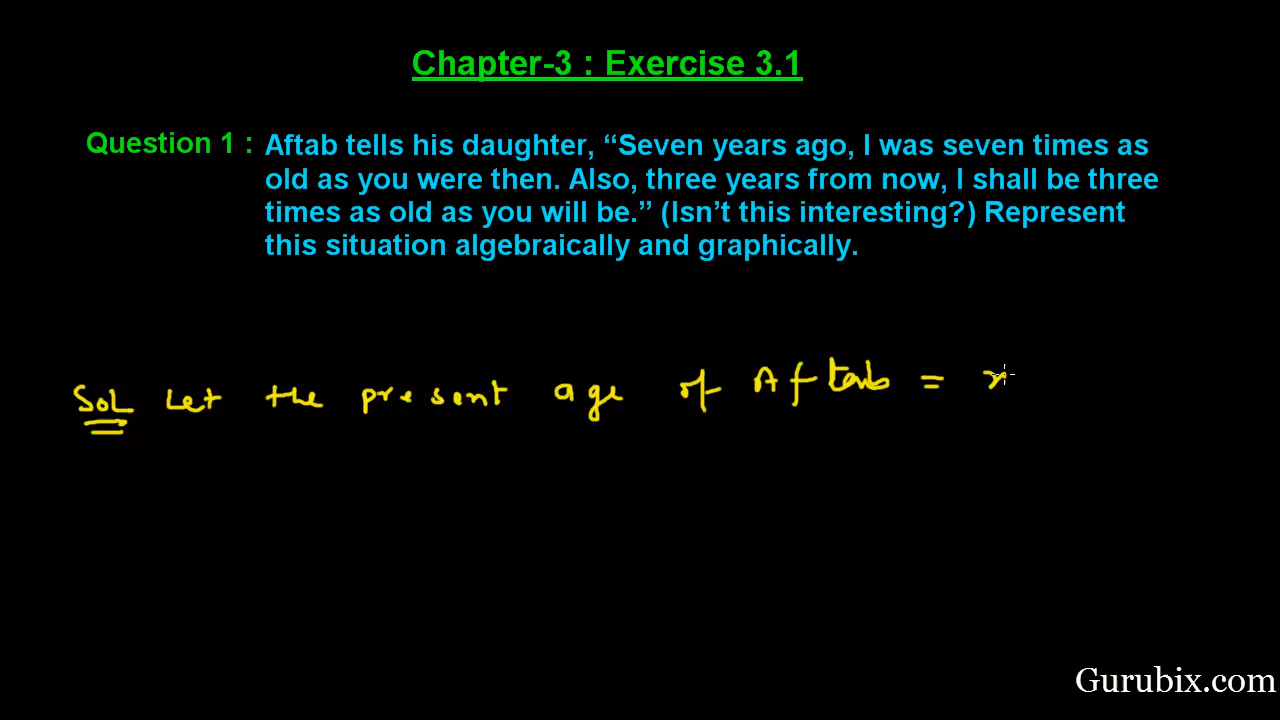 Chapter-3 : Exercise 3.1
Question 1 : Aftab tells his daughter, “Seven years ago, I was seven times as
old as you were then. Also, three years from now, I shall be three
times as old as you will be.” (Isn’t this interesting?) Represent
this situation algebraically and graphically.
Sol Let the present age of Aftab = x
Gurubix.com